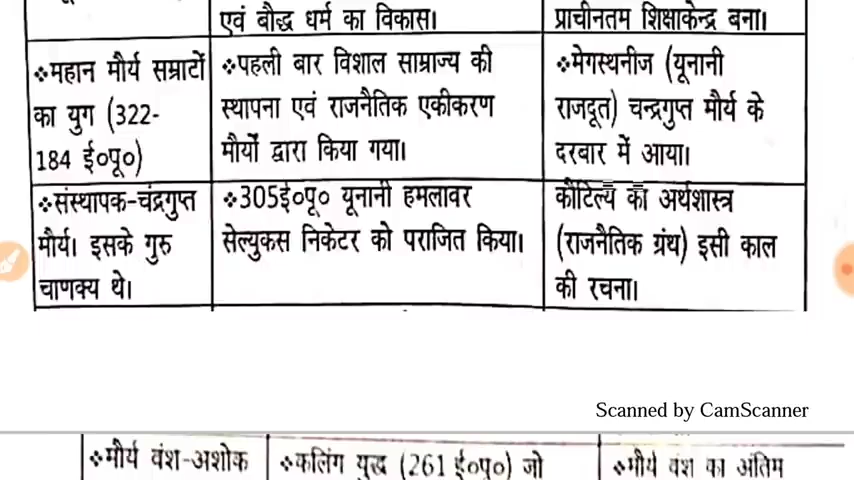 एवं बौद्ध धर्म का विकास।
प्राचीनतम शिक्षाकेन्द्र बना।
❖महान मौर्य सम्राटों
का युग (322-
184 ई०पू०)
❖पहली बार विशाल साम्राज्य की
स्थापना एवं राजनैतिक एकीकरण
मौर्यों द्वारा किया गया।
❖मेगस्थनीज (यूनानी
राजदूत) चन्द्रगुप्त मौर्य के
दरबार में आया।
❖संस्थापक-चंद्रगुप्त
मौर्य। इसके गुरु
चाणक्य थे।
❖305ई०पू० यूनानी हमलावर
सेल्युकस निकेटर को पराजित किया।
कौटिल्य का अर्थशास्त्र
(राजनैतिक ग्रंथ) इसी काल
की रचना।
Scanned by CamScanner
❖मौर्य वंश-अशोक
❖कलिंग युद्ध (261 ई०पू०) जो
❖मौर्य वंश का अंतिम